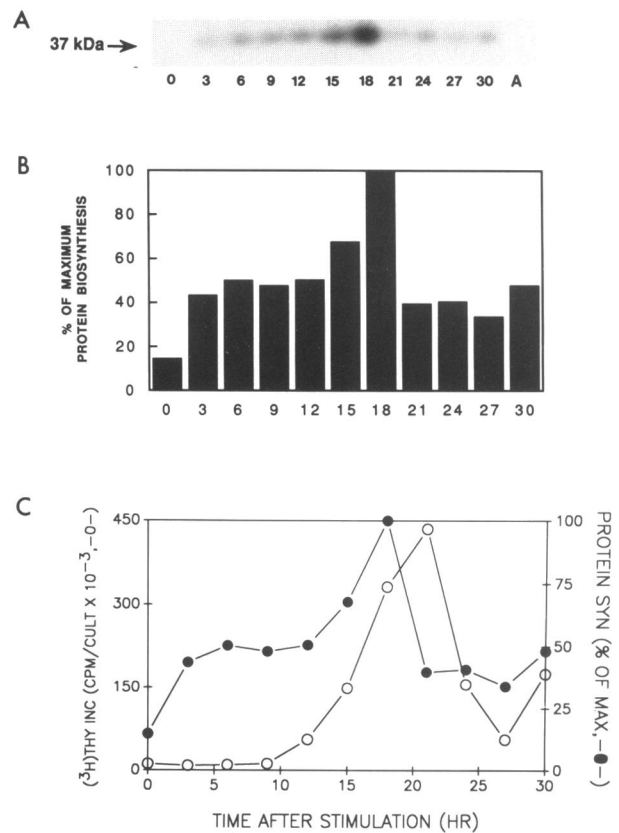 A
37 kDa→
0 3 6 9 12 15 18 21 24 27 30 A
B
% OF MAXIMUM
PROTEIN BIOSYNTHESIS
100
80
60
40
20
0
0 3 6 9 12 15 18 21 24 27 30
C
(³H)THY INC (CPM/CULT X 10⁻³,-O-)
450
300
150
0
0 5 10 15 20 25 30
100
75
50
25
0
PROTEIN SYN (% OF MAX,-●-)
TIME AFTER STIMULATION (HR)